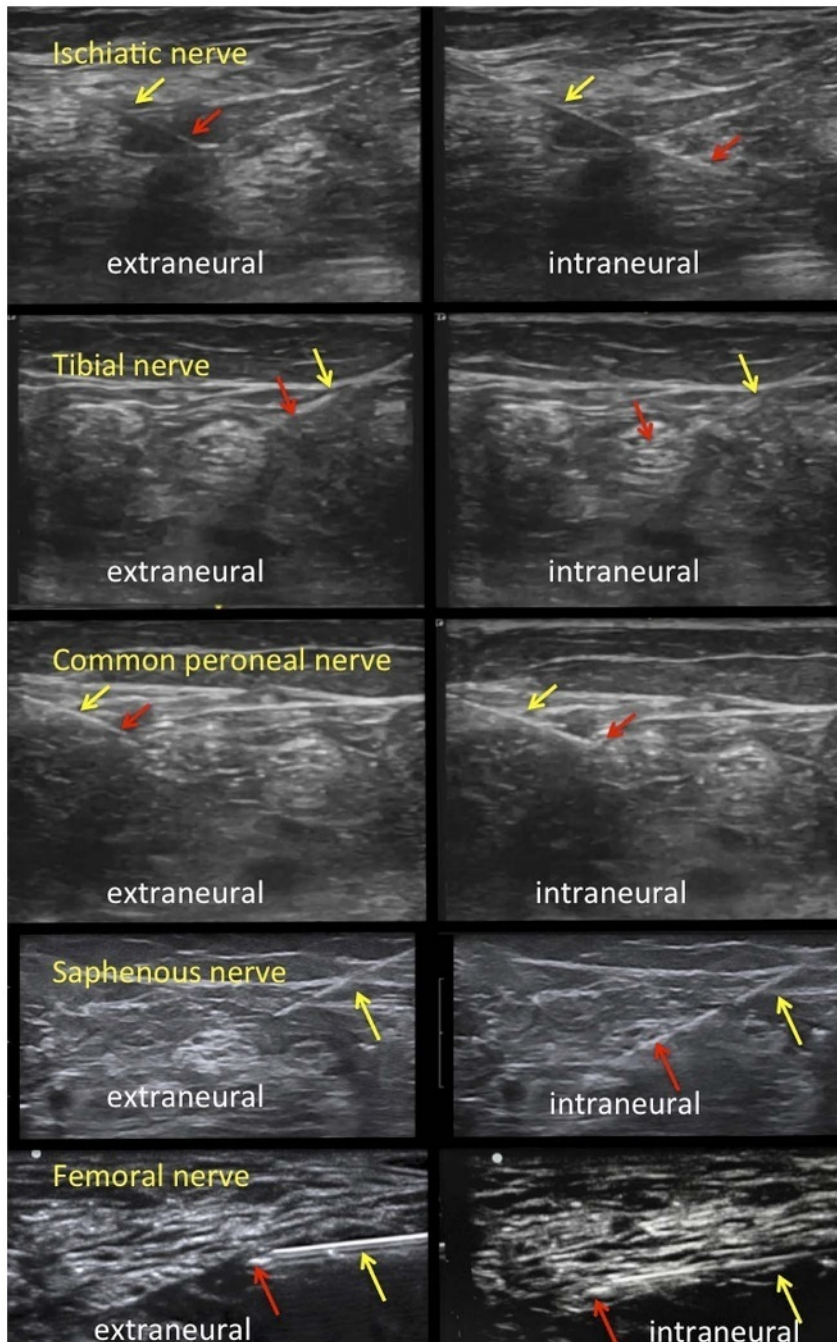 Ischiatic nerve
extraneural
intraneural
Tibial nerve
extraneural
intraneural
Common peroneal nerve
extraneural
intraneural
Saphenous nerve
extraneural
intraneural
Femoral nerve
extraneural
intraneural